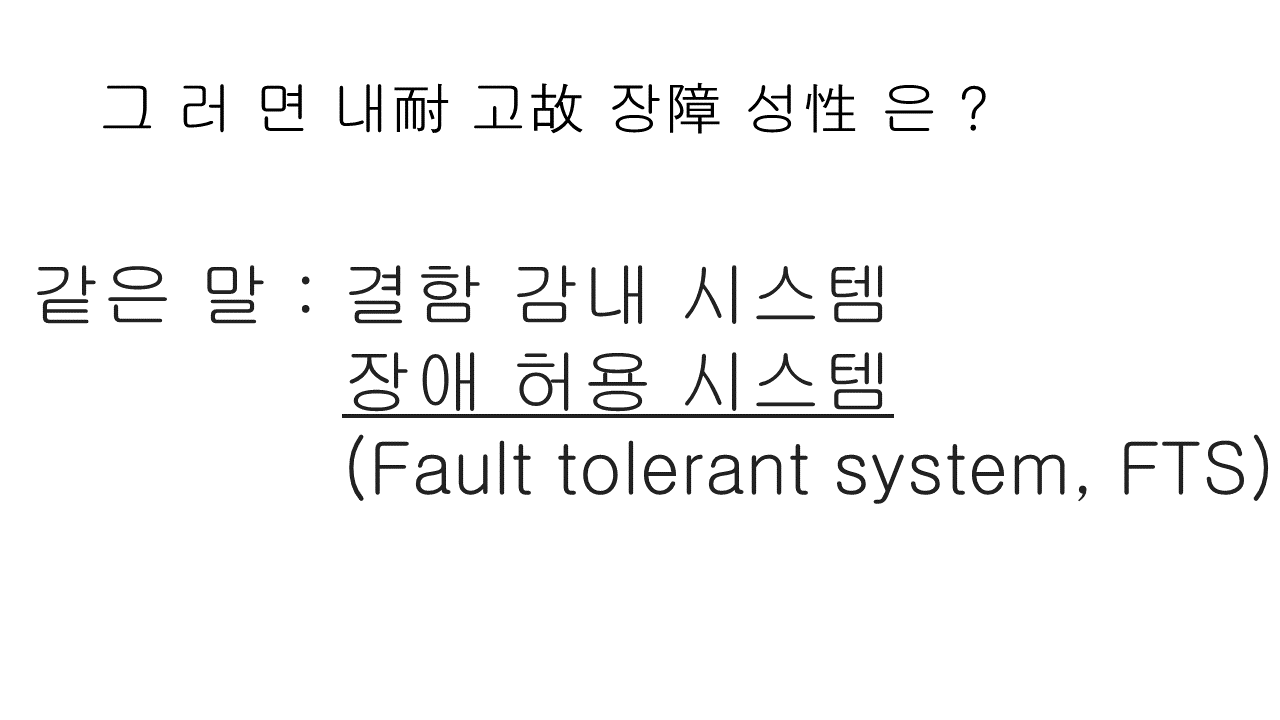 그러면 내耐 고故 장障 성性 은 ?
같은 말 : 결함 감내 시스템
장애 허용 시스템
(Fault tolerant system, FTS)